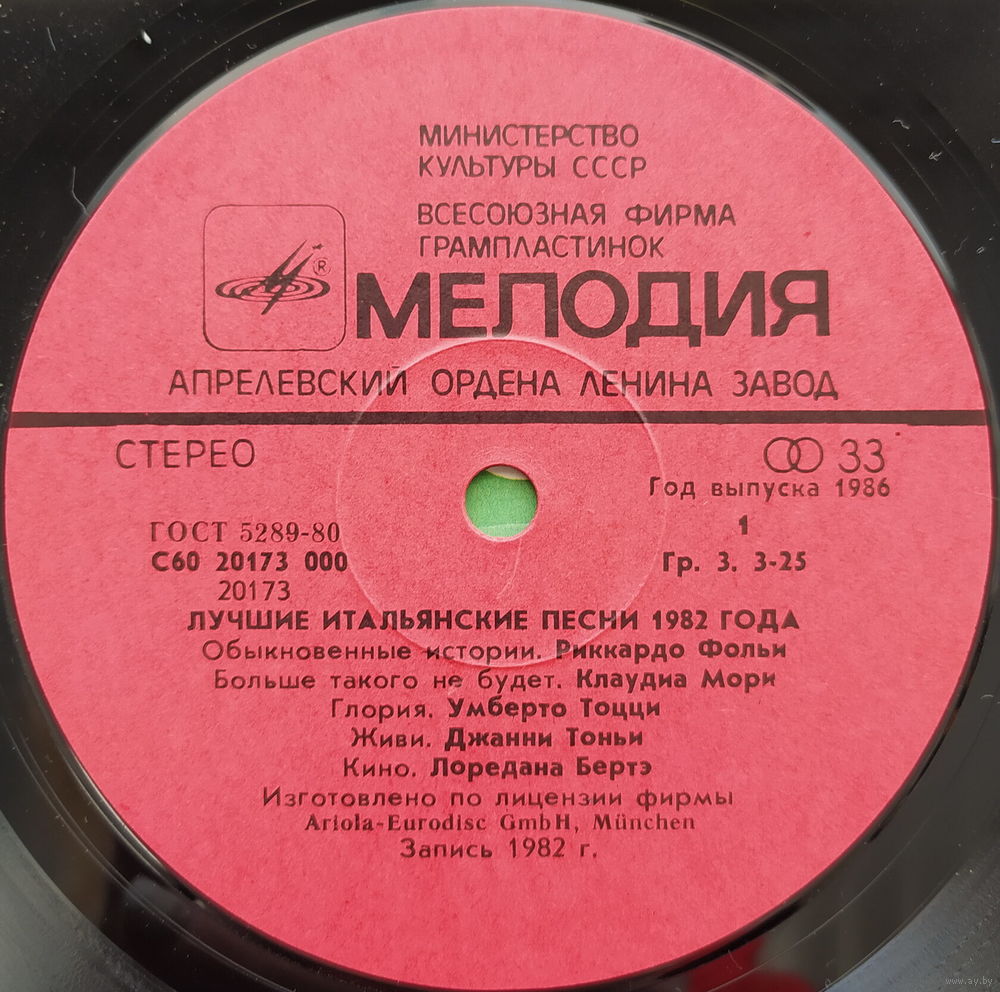 МИНИСТЕРСТВО
КУЛЬТУРЫ СССР
ВСЕСОЮЗНАЯ ФИРМА
ГРАМПЛАСТИНОК
МЕЛОДИЯ
®
АПРЕЛЕВСКИЙ ОРДЕНА ЛЕНИНА ЗАВОД
СТЕРЕО
33
Год выпуска 1986
ГОСТ 5289-80
1
С60 20173 000
Гр. 3. 3-25
20173
ЛУЧШИЕ ИТАЛЬЯНСКИЕ ПЕСНИ 1982 ГОДА
Обыкновенные истории. Риккардо Фольи
Больше такого не будет. Клаудиа Мори
Глория. Умберто Тоцци
Живи. Джанни Тоньи
Кино. Лоредана Бертэ
Изготовлено по лицензии фирмы
Ariola-Eurodisc GmbH, München
Запись 1982 г.
www.ay.by